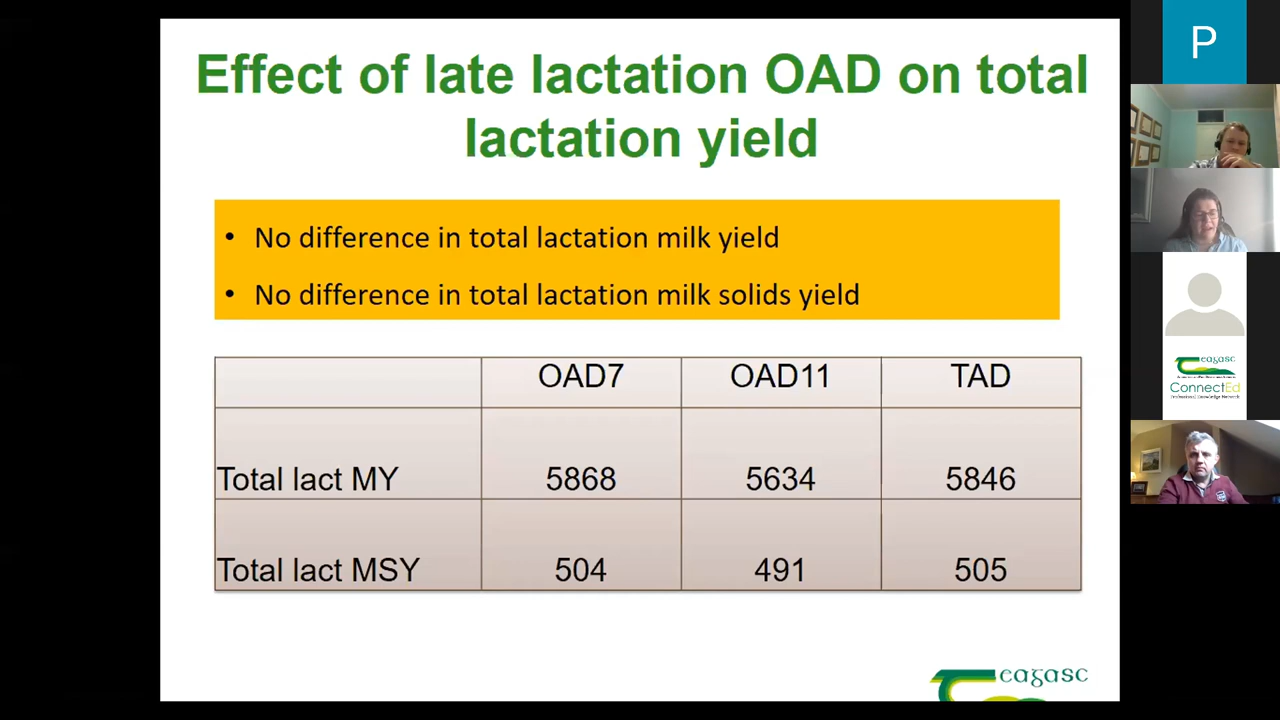 Effect of late lactation OAD on total
lactation yield
• No difference in total lactation milk yield
• No difference in total lactation milk solids yield
OAD7 OAD11 TAD
Total lact MY 5868 5634 5846
Total lact MSY 504 491 505
eagasc
P
eagasc
ConnectEd